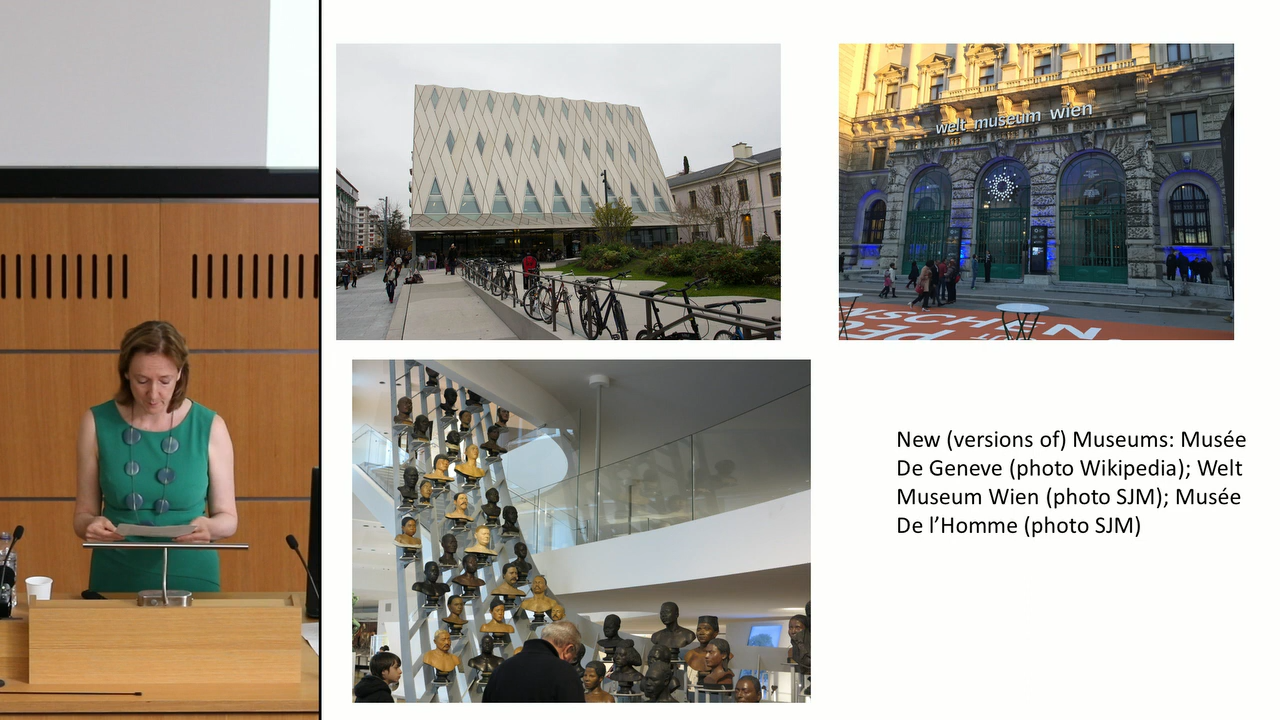 welt museum wien
NSCHEN
New (versions of) Museums: Musée
De Geneve (photo Wikipedia); Welt
Museum Wien (photo SJM); Musée
De l’Homme (photo SJM)